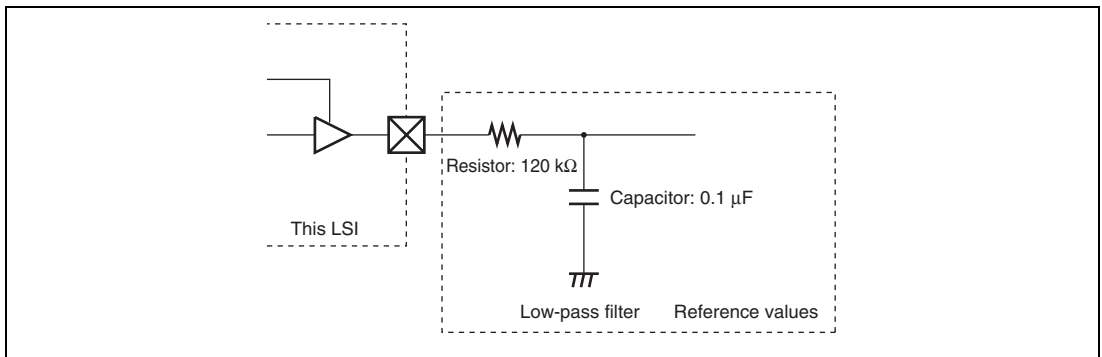 Resistor: 120 kΩ
Capacitor: 0.1 μF
This LSI
Low-pass filter Reference values